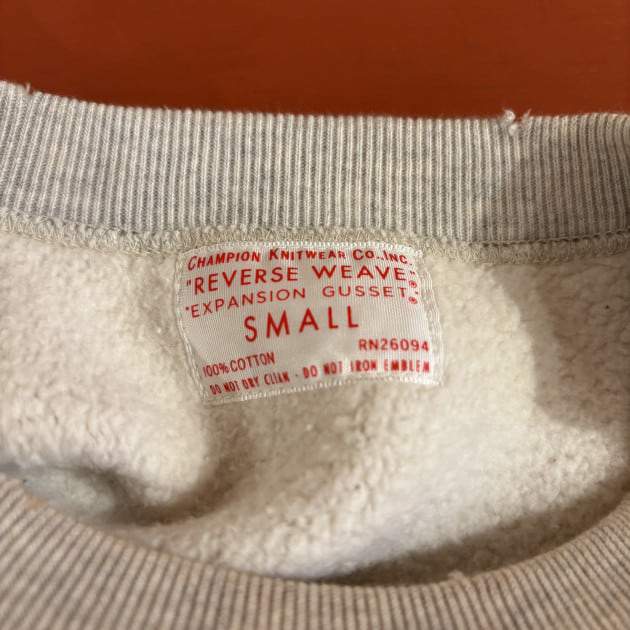 CHAMPION KNITWEAR CO., INC.
"REVERSE WEAVE"®
"EXPANSION GUSSET"®
SMALL
100% COTTON RN26094
DO NOT DRY CLEAN · DO NOT IRON EMBLEM